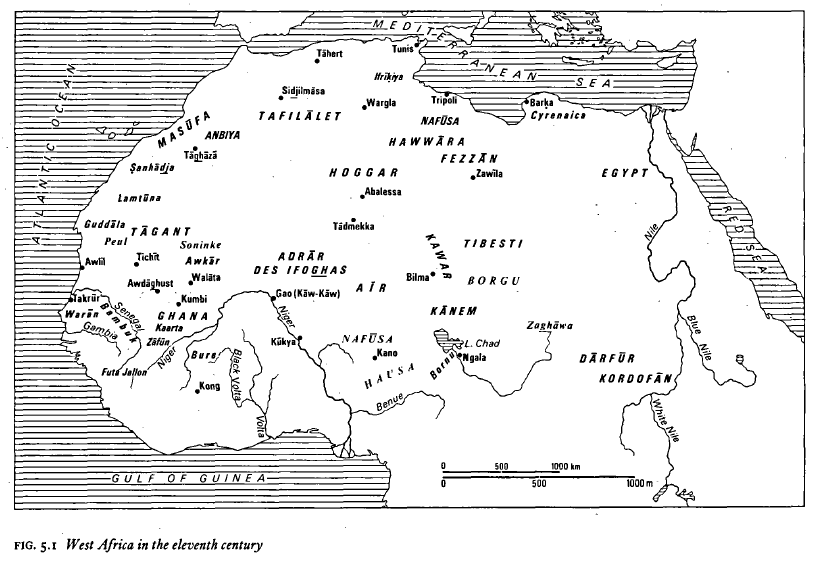 MEDITERRANEAN
SEA
ATLANTIC OCEAN
Tāhert
Tunis
Ifrīḳiya
Sidjilmāsa
Wargla
Tripoli
Barḳa
TAFILĀLET
NAFŪSA
Cyrenaica
MASŪFA
ANBIYA
HAWWĀRA
Tāghāzā
FEZZĀN
Ṣanhādja
HOGGAR
Zawīla
EGYPT
Abalessa
Lamtūna
RED SEA
Guddāla
TĀGANT
Tādmekka
Nile
Peul
Soninke
KAWAR
TIBESTI
Awlīl
Tichīt
Awkār
ADRĀR
DES IFOGHAS
Walāta
Bilma
BORGU
Awdāghust
AÏR
Takrūr
Kumbi
Gao (Kāw-Kāw)
Senegal
Warān
Bambuk
GHANA
KĀNEM
Gambia
Kaarta
Niger
Zaghāwa
Blue Nile
Zāfūn
Kūkya
NAFŪSA
L. Chad
Niger
Bure
Kano
Bornu
Ngala
DĀRFŪR
Futa Jallon
Black Volta
HAUSA
KORDOFĀN
Kong
Benue
Volta
White Nile
GULF OF GUINEA
0 500 1000 km
0 500 1000 m
FIG. 5.1 West Africa in the eleventh century